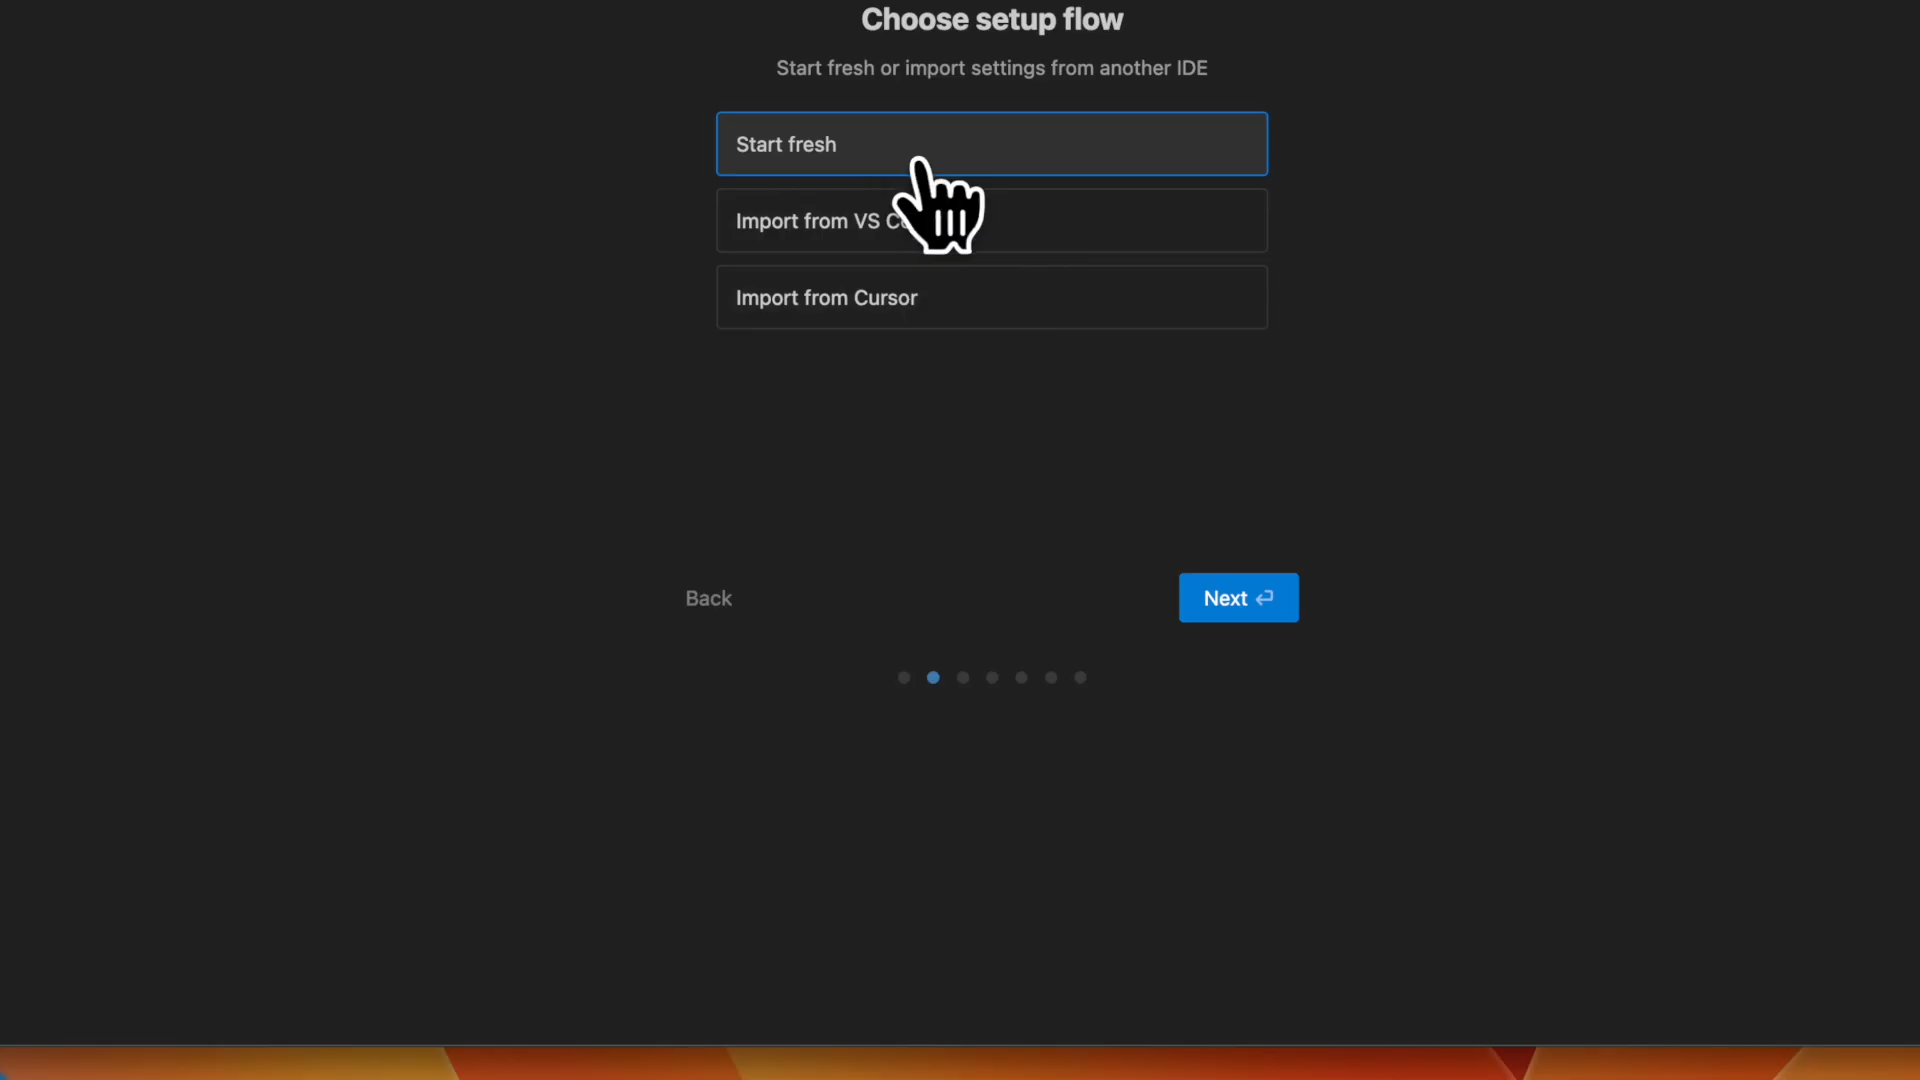 Choose setup flow
Start fresh or import settings from another IDE
Start fresh
Import from VS
Import from Cursor
Back
Next